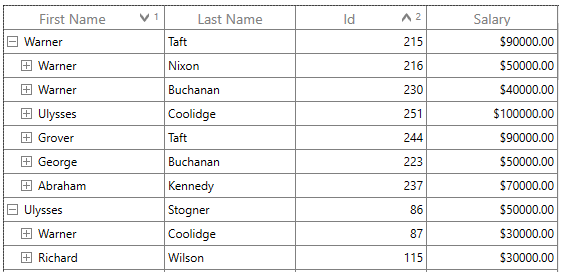 First Name 1 Last Name Id 2 Salary
Warner Taft 215 $90000.00
Warner Nixon 216 $50000.00
Warner Buchanan 230 $40000.00
Ulysses Coolidge 251 $100000.00
Grover Taft 244 $90000.00
George Buchanan 223 $50000.00
Abraham Kennedy 237 $70000.00
Ulysses Stogner 86 $50000.00
Warner Coolidge 87 $30000.00
Richard Wilson 115 $30000.00